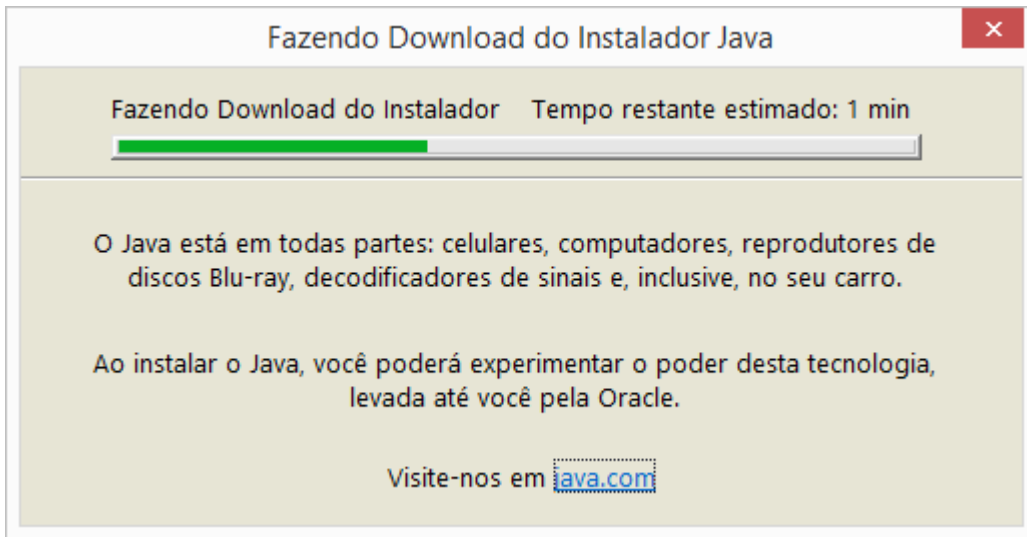 Fazendo Download do Instalador Java
Fazendo Download do Instalador Tempo restante estimado: 1 min
O Java está em todas partes: celulares, computadores, reprodutores de
discos Blu-ray, decodificadores de sinais e, inclusive, no seu carro.
Ao instalar o Java, você poderá experimentar o poder desta tecnologia,
levada até você pela Oracle.
Visite-nos em java.com